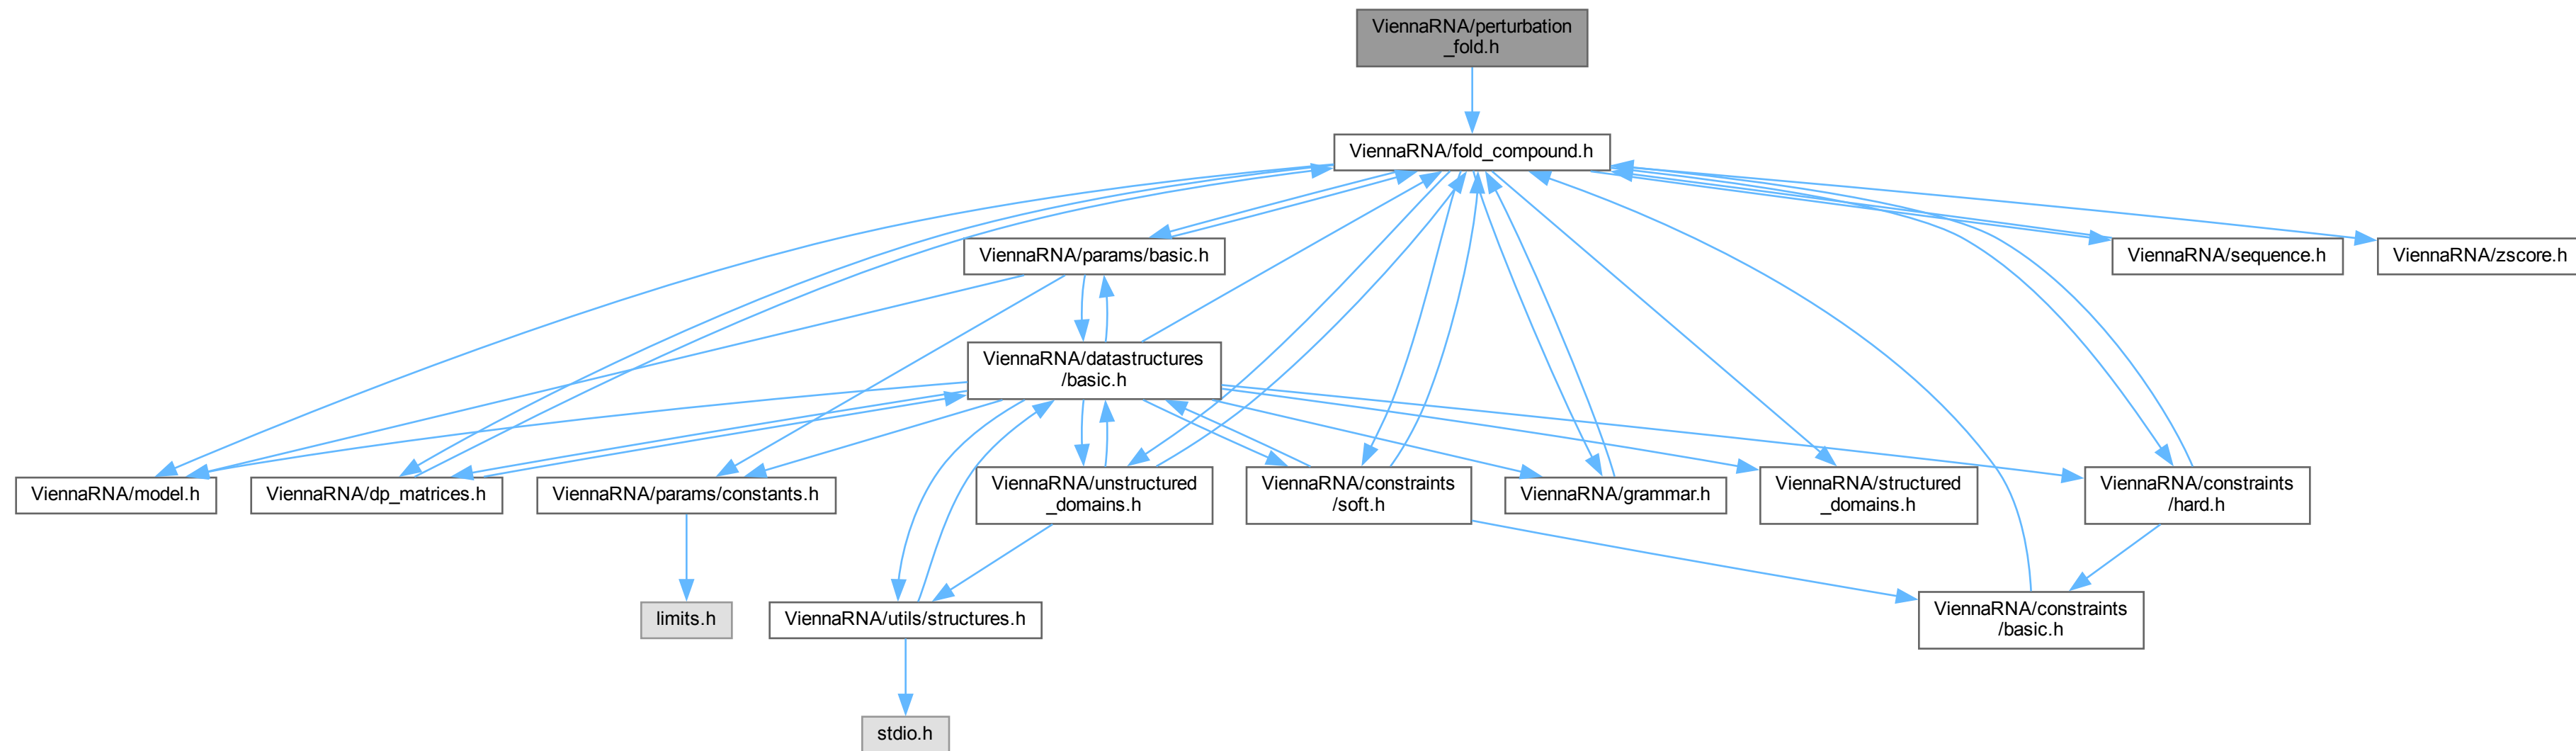 ViennaRNA/perturbation
_fold.h
ViennaRNA/fold_compound.h
ViennaRNA/params/basic.h
ViennaRNA/sequence.h
ViennaRNA/zscore.h
ViennaRNA/datastructures
/basic.h
ViennaRNA/model.h
ViennaRNA/dp_matrices.h
ViennaRNA/params/constants.h
ViennaRNA/unstructured
_domains.h
ViennaRNA/constraints
/soft.h
ViennaRNA/grammar.h
ViennaRNA/structured
_domains.h
ViennaRNA/constraints
/hard.h
limits.h
ViennaRNA/utils/structures.h
ViennaRNA/constraints
/basic.h
stdio.h